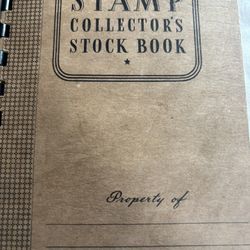 STAMP
COLLECTOR'S
STOCK BOOK
Property of